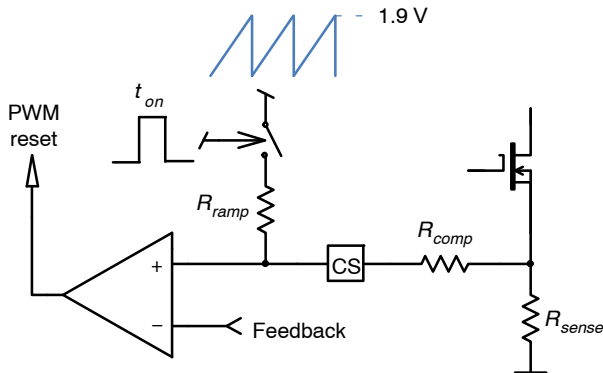 1.9 V
t on
PWM
reset
R ramp
R comp
+
CS
−
Feedback
R sense